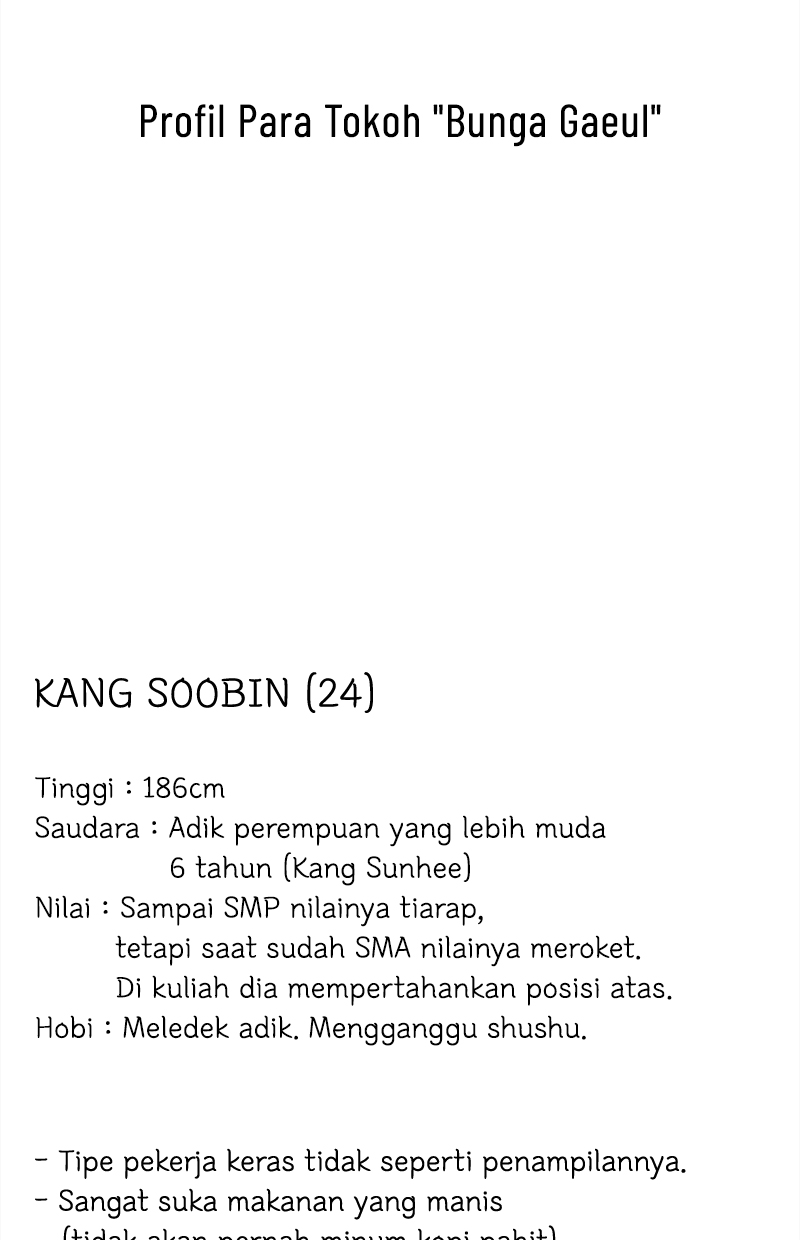 Profil Para Tokoh "Bunga Gaeul"
KANG SOOBIN (24)
Tinggi : 186cm
Saudara : Adik perempuan yang lebih muda
6 tahun (Kang Sunhee)
Nilai : Sampai SMP nilainya tiarap,
tetapi saat sudah SMA nilainya meroket.
Di kuliah dia mempertahankan posisi atas.
Hobi : Meledek adik. Mengganggu shushu.
- Tipe pekerja keras tidak seperti penampilannya.
- Sangat suka makanan yang manis
(tidak akan pernah minum kopi pahit)